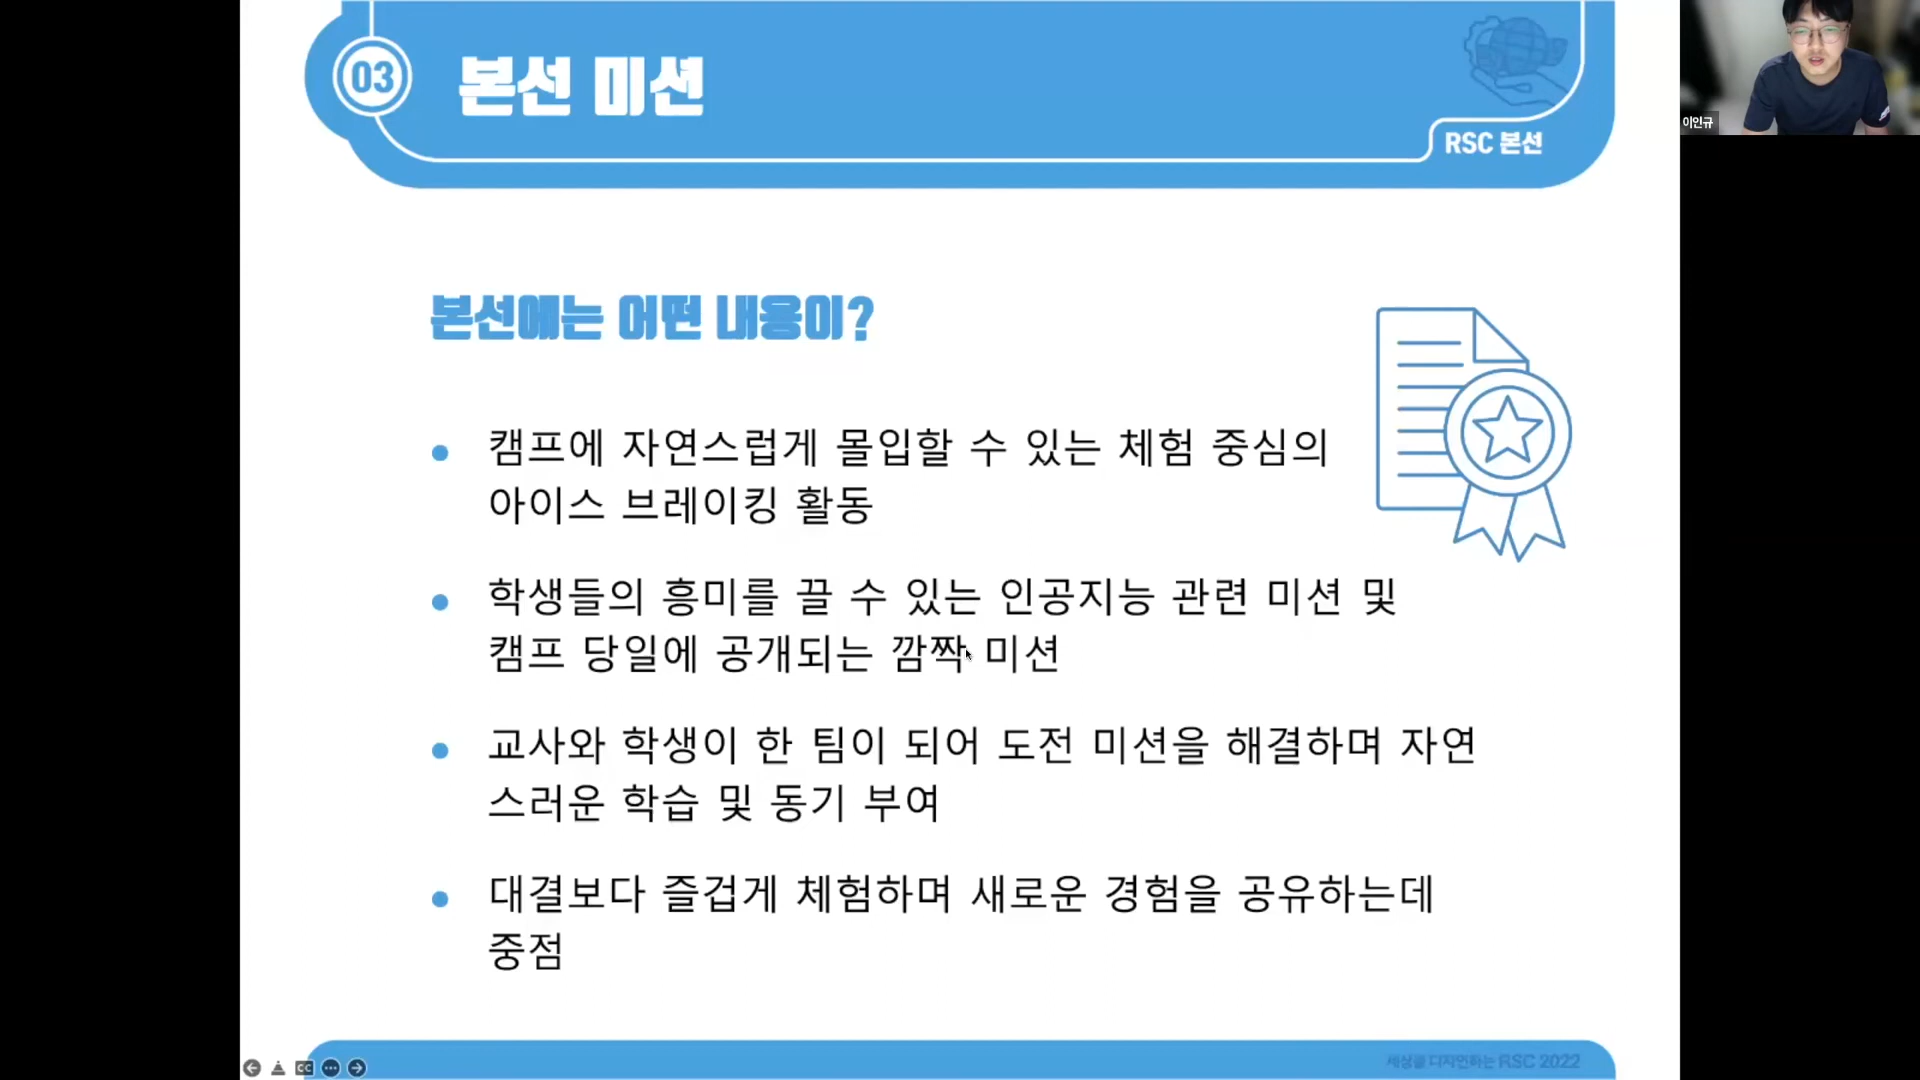 03
본선 미션
RSC 본선
이인규
본선에는 어떤 내용이?
캠프에 자연스럽게 몰입할 수 있는 체험 중심의
아이스 브레이킹 활동
학생들의 흥미를 끌 수 있는 인공지능 관련 미션 및
캠프 당일에 공개되는 깜짝 미션
교사와 학생이 한 팀이 되어 도전 미션을 해결하며 자연
스러운 학습 및 동기 부여
대결보다 즐겁게 체험하며 새로운 경험을 공유하는데
중점
세상을 디자인하는 RSC 2022
CC